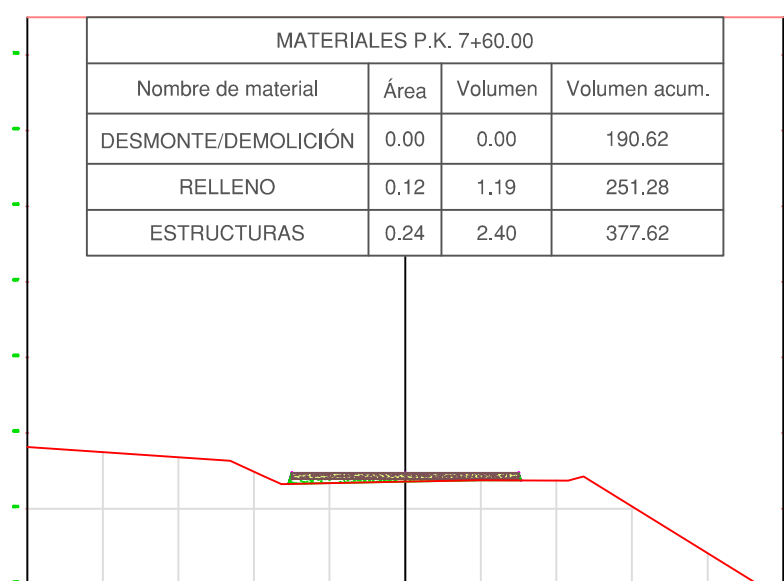 MATERIALES P.K. 7+60.00
Nombre de material Área Volumen Volumen acum.
DESMONTE/DEMOLICIÓN 0.00 0.00 190.62
RELLENO 0.12 1.19 251.28
ESTRUCTURAS 0.24 2.40 377.62